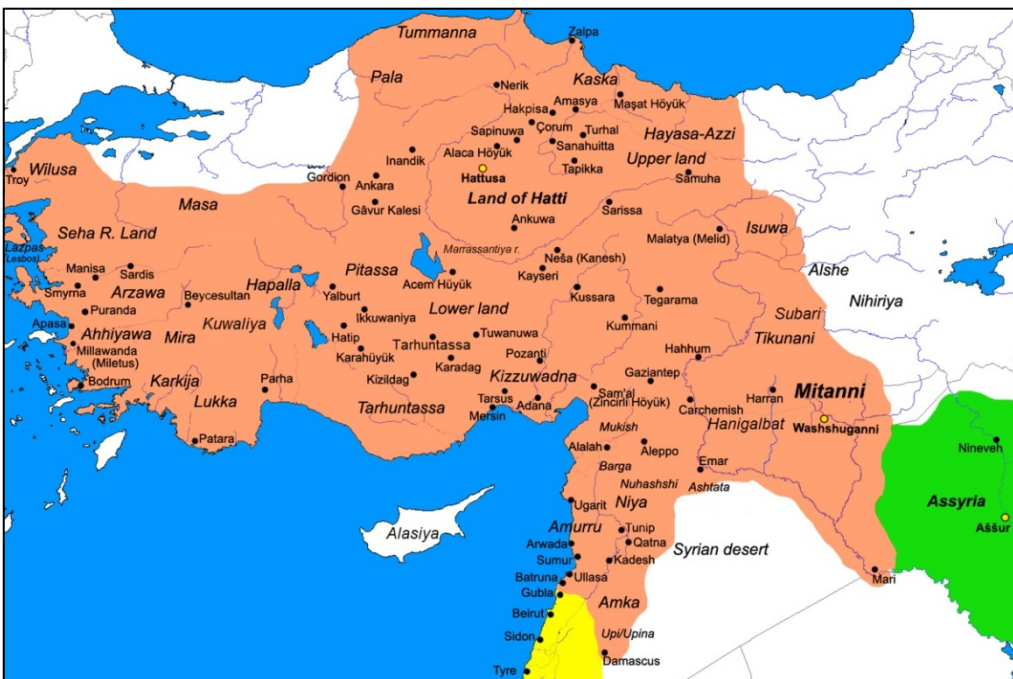 Tummanna
Zalpa
Pala
Kaska
Nerik
Amasya
Maşat Höyük
Hakpisa
Çorum
Turhal
Hayasa-Azzi
Sapinuwa
Sanahuitta
Alaca Höyük
Inandik
Tapikka
Upper land
Wilusa
Troy
Hattusa
Samuha
Gordion
Ankara
Land of Hatti
Masa
Gâvur Kalesi
Sarissa
Ankuwa
Seha R. Land
Malatya (Melid)
Isuwa
Lazpas
(Lesbos)
Marrassantiya r.
Neša (Kanesh)
Manisa
Sardis
Pitassa
Kayseri
Alshe
Smyrna
Arzawa
Hapalla
Acem Hüyük
Beycesultan
Yalburt
Kussara
Tegarama
Nihiriya
Puranda
Ikkuwaniya
Lower land
Subari
Apasa
Ahhiyawa
Mira
Kuwaliya
Hatip
Tuwanuwa
Kummani
Tikunani
Millawanda
(Miletus)
Karahüyük
Tarhuntassa
Karadag
Pozanti
Hahhum
Bodrum
Karkija
Parha
Kizildag
Kizzuwadna
Gaziantep
Lukka
Tarhuntassa
Tarsus
Mersin
Adana
Sam'al
(Zincirli Höyük)
Carchemish
Harran
Mitanni
Hanigalbat
Washshuganni
Patara
Mukish
Alalah
Aleppo
Nineveh
Barga
Emar
Nuhashshi
Ashtata
Niya
Ugarit
Assyria
Aššur
Alasiya
Amurru
Tunip
Arwada
Qatna
Syrian desert
Sumur
Kadesh
Mari
Batruna
Ullasa
Gubla
Amka
Beirut
Sidon
Upi/Upina
Damascus
Tyre